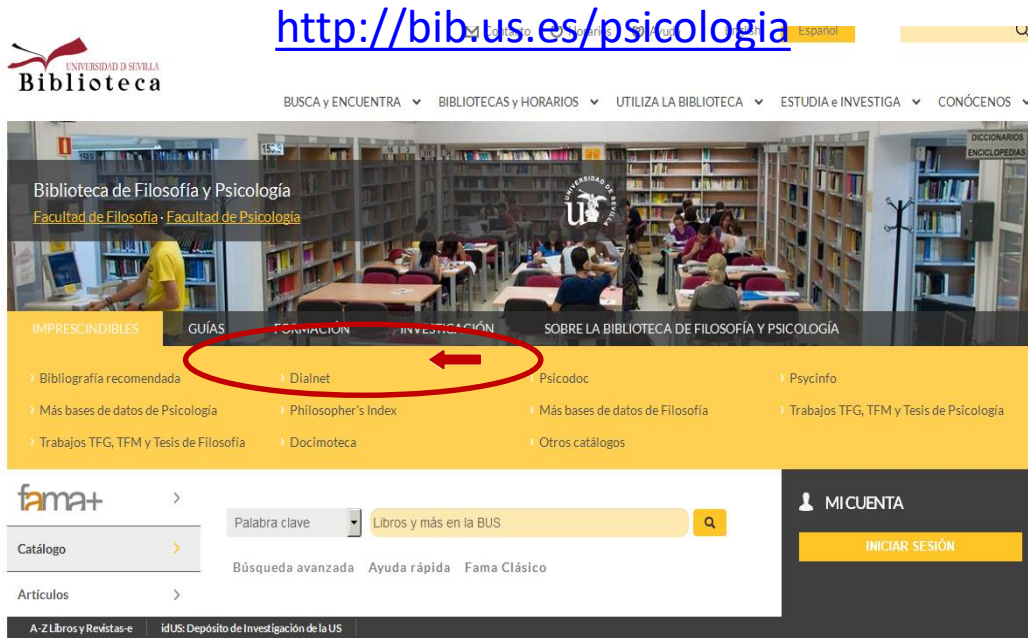 http://bib.us.es/psicologia
Contacto Horarios Ayuda English Español
UNIVERSIDAD D SEVILLA
Biblioteca
BUSCA y ENCUENTRA BIBLIOTECAS y HORARIOS UTILIZA LA BIBLIOTECA ESTUDIA e INVESTIGA CONÓCENOS
DICCIONARIOS
ENCICLOPEDIAS
Biblioteca de Filosofía y Psicología
Facultad de Filosofía · Facultad de Psicología
UNIVERSIDAD DE SEVILLA
IMPRESCINDIBLES GUÍAS FORMACIÓN INVESTIGACIÓN SOBRE LA BIBLIOTECA DE FILOSOFÍA Y PSICOLOGÍA
Bibliografía recomendada Dialnet Psicodoc Psycinfo
Más bases de datos de Psicología Philosopher's Index Más bases de datos de Filosofía Trabajos TFG, TFM y Tesis de Psicología
Trabajos TFG, TFM y Tesis de Filosofía Docimoteca Otros catálogos
fama+
Palabra clave Libros y más en la BUS
MI CUENTA
Catálogo
INICIAR SESIÓN
Búsqueda avanzada Ayuda rápida Fama Clásico
Artículos
A-Z Libros y Revistas-e idUS: Depósito de Investigación de la US